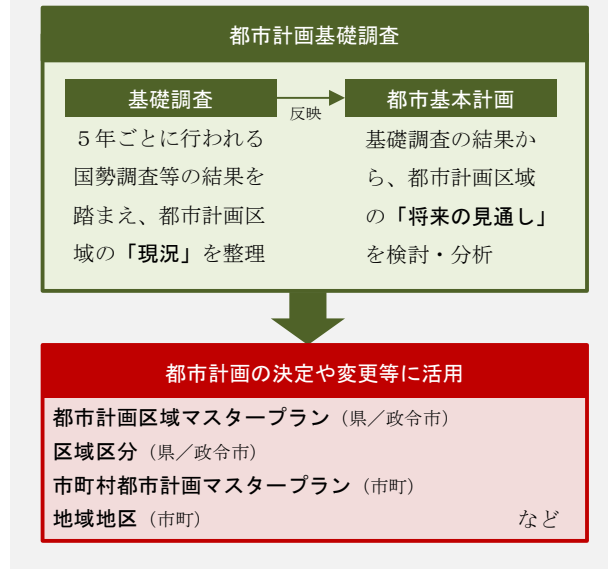 都市計画基礎調査
基礎調査
反映
都市基本計画
５年ごとに行われる
国勢調査等の結果を
踏まえ、都市計画区
域の「現況」を整理
基礎調査の結果か
ら、都市計画区域
の「将来の見通し」
を検討・分析
都市計画の決定や変更等に活用
都市計画区域マスタープラン（県／政令市）
区域区分（県／政令市）
市町村都市計画マスタープラン（市町）
地域地区（市町） など